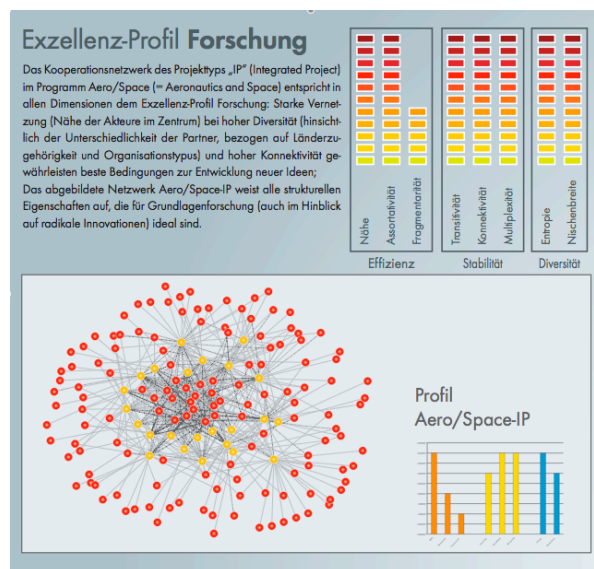 Exzellenz-Profil Forschung
Das Kooperationsnetzwerk des Projekttyps „IP“ (Integrated Project)
im Programm Aero/Space (= Aeronautics and Space) entspricht in
allen Dimensionen dem Exzellenz-Profil Forschung: Starke Vernet-
zung (Nähe der Akteure im Zentrum) bei hoher Diversität (hinsicht-
lich der Unterschiedlichkeit der Partner, bezogen auf Länderzu-
gehörigkeit und Organisationstypus) und hoher Konnektivität ge-
währleisten beste Bedingungen zur Entwicklung neuer Ideen;
Das abgebildete Netzwerk Aero/Space-IP weist alle strukturellen
Eigenschaften auf, die für Grundlagenforschung (auch im Hinblick
auf radikale Innovationen) ideal sind.
Nähe
Assortativität
Fragmentarität
Transitivität
Konnektivität
Multiplexität
Entropie
Nischenbreite
Effizienz
Stabilität
Diversität
Profil
Aero/Space-IP